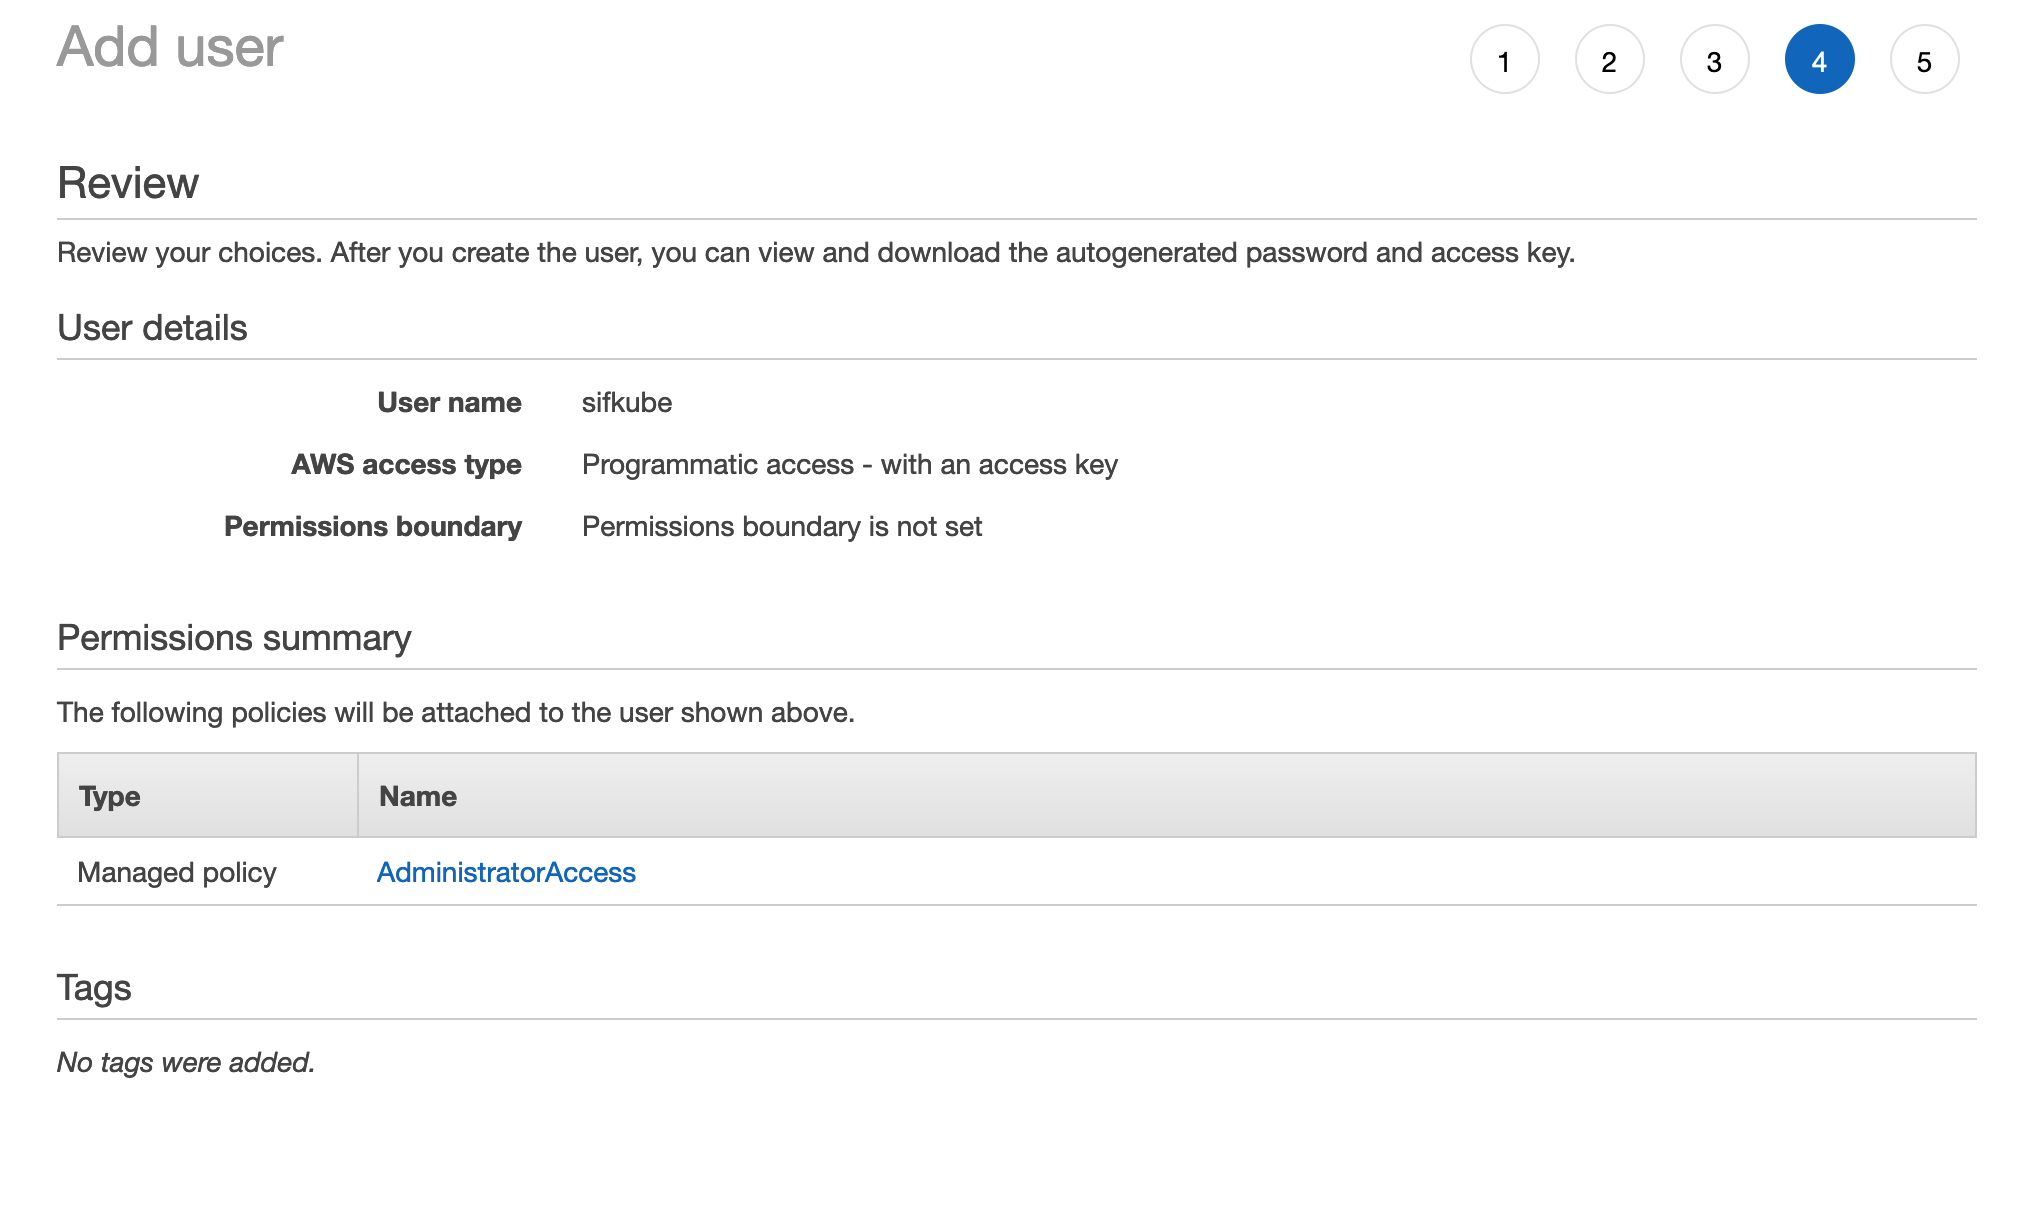 Add user
1 2 3 4 5
Review
Review your choices. After you create the user, you can view and download the autogenerated password and access key.
User details
User name sifkube
AWS access type Programmatic access - with an access key
Permissions boundary Permissions boundary is not set
Permissions summary
The following policies will be attached to the user shown above.
Type Name
Managed policy AdministratorAccess
Tags
No tags were added.